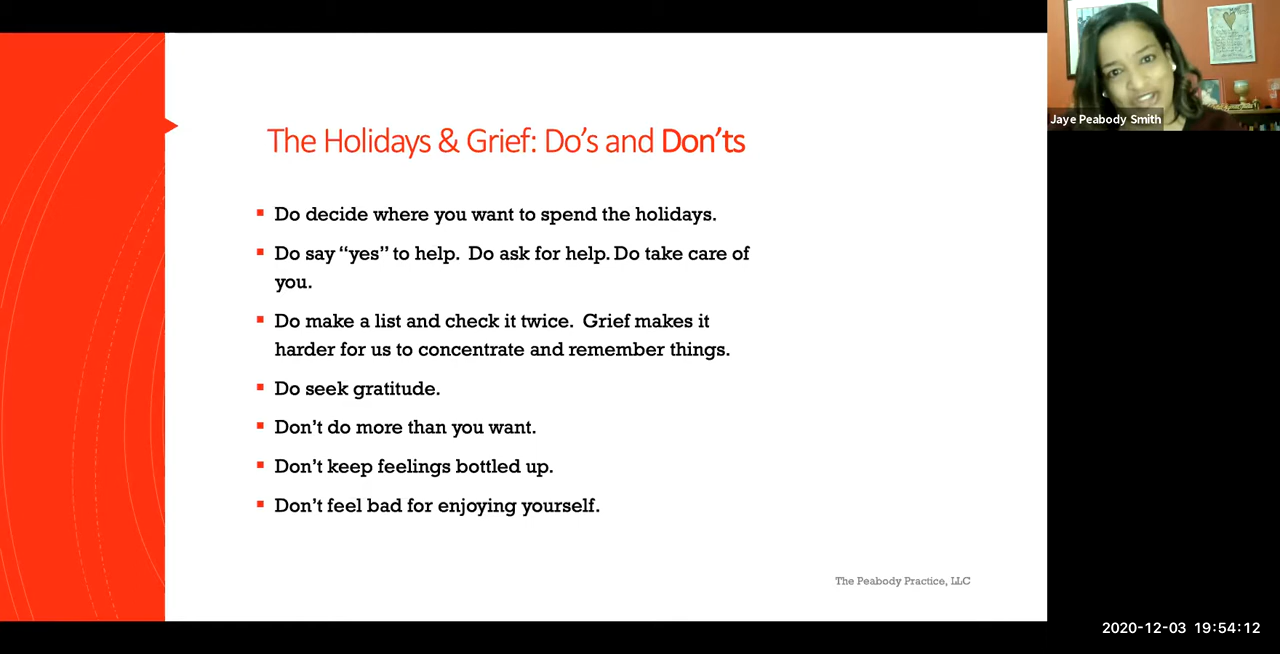 Jaye Peabody Smith
The Holidays & Grief: Do’s and Don’ts
Do decide where you want to spend the holidays.
Do say “yes” to help.  Do ask for help. Do take care of
you.
Do make a list and check it twice.  Grief makes it
harder for us to concentrate and remember things.
Do seek gratitude.
Don’t do more than you want.
Don’t keep feelings bottled up.
Don’t feel bad for enjoying yourself.
The Peabody Practice, LLC
2020-12-03 19:54:12